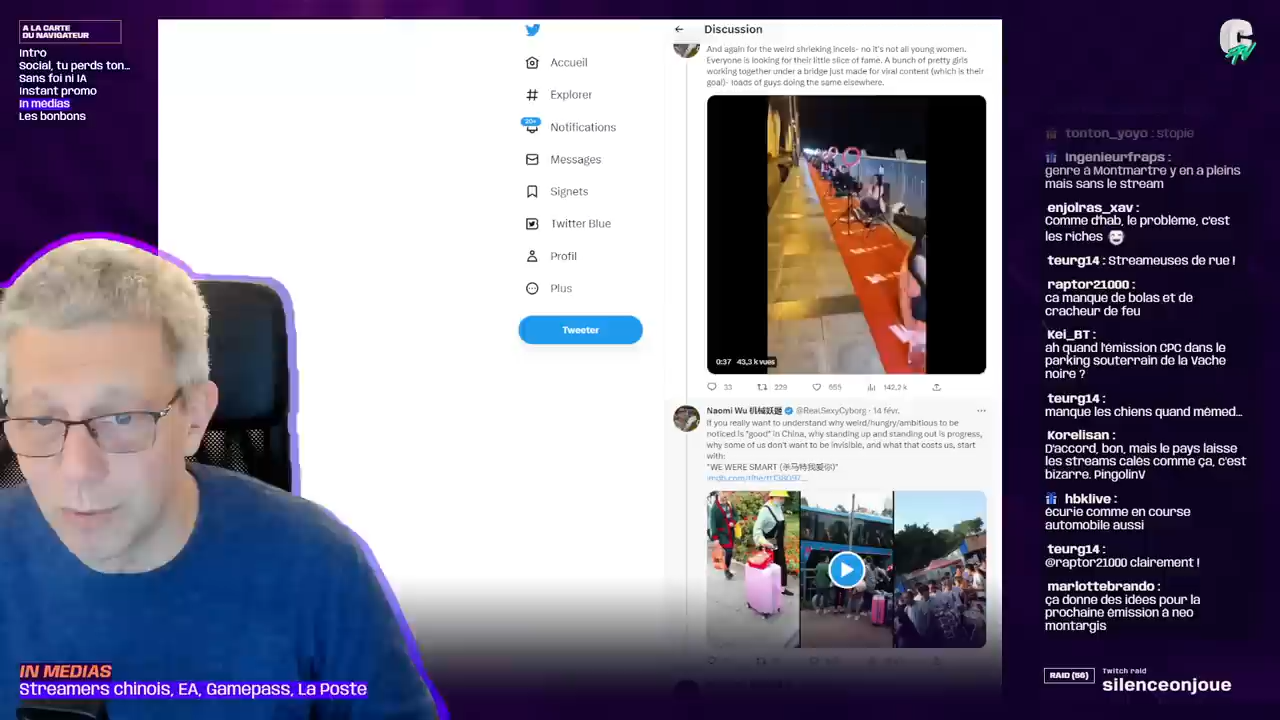 A LA CARTE
DU NAVIGATEUR
Intro
Social, tu perds ton...
Sans foi ni IA
Instant promo
In medias
Les bonbons
Accueil
Explorer
20+
Notifications
Messages
Signets
Twitter Blue
Profil
Plus
Tweeter
Discussion
And again for the weird shrieking incels- no it's not all young women.
Everyone is looking for their little slice of fame. A bunch of pretty girls
working together under a bridge just made for viral content (which is their
goal)- loads of guys doing the same elsewhere.
0:37 43,3 k vues
33 229 655 142,2 k
Naomi Wu 机械妖姬 @RealSexyCyborg · 14 févr.
If you really want to understand why weird/hungry/ambitious to be
noticed is "good" in China, why standing up and standing out is progress,
why some of us don't want to be invisible, and what that costs us, start
with:
"WE WERE SMART (杀马特我爱你)"
TV
tonton_yoyo : stopie
Ingenieurfraps :
genre à Montmartre y en a pleins
mais sans le stream
enjolras_xav :
Comme d'hab, le problème, c'est
les riches
teurg14 : Streameuses de rue !
raptor21000 :
ca manque de bolas et de
cracheur de feu
Kei_BT :
ah quand l'émission CPC dans le
parking souterrain de la Vache
noire ?
teurg14 :
manque les chiens quand mêmed...
Korelisan :
D'accord, bon, mais le pays laisse
les streams calés comme ça, c'est
bizarre. PingolinV
hbklive :
écurie comme en course
automobile aussi
teurg14 :
@raptor21000 clairement !
marlottebrando :
ça donne des idées pour la
prochaine émission à neo
montargis
RAID (56)
Twitch raid
silenceonjoue
IN MEDIAS
Streamers chinois, EA, Gamepass, La Poste